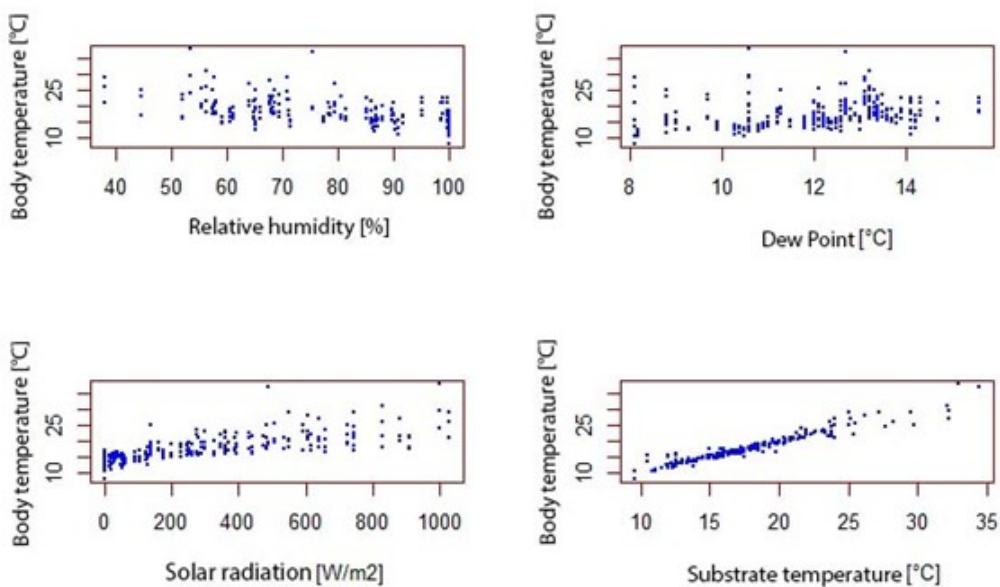 Body temperature [°C]
25
10
40 50 60 70 80 90 100
Relative humidity [%]
Body temperature [°C]
25
10
8 10 12 14
Dew Point [°C]
Body temperature [°C]
25
10
0 200 400 600 800 1000
Solar radiation [W/m2]
Body temperature [°C]
25
10
10 15 20 25 30 35
Substrate temperature [°C]